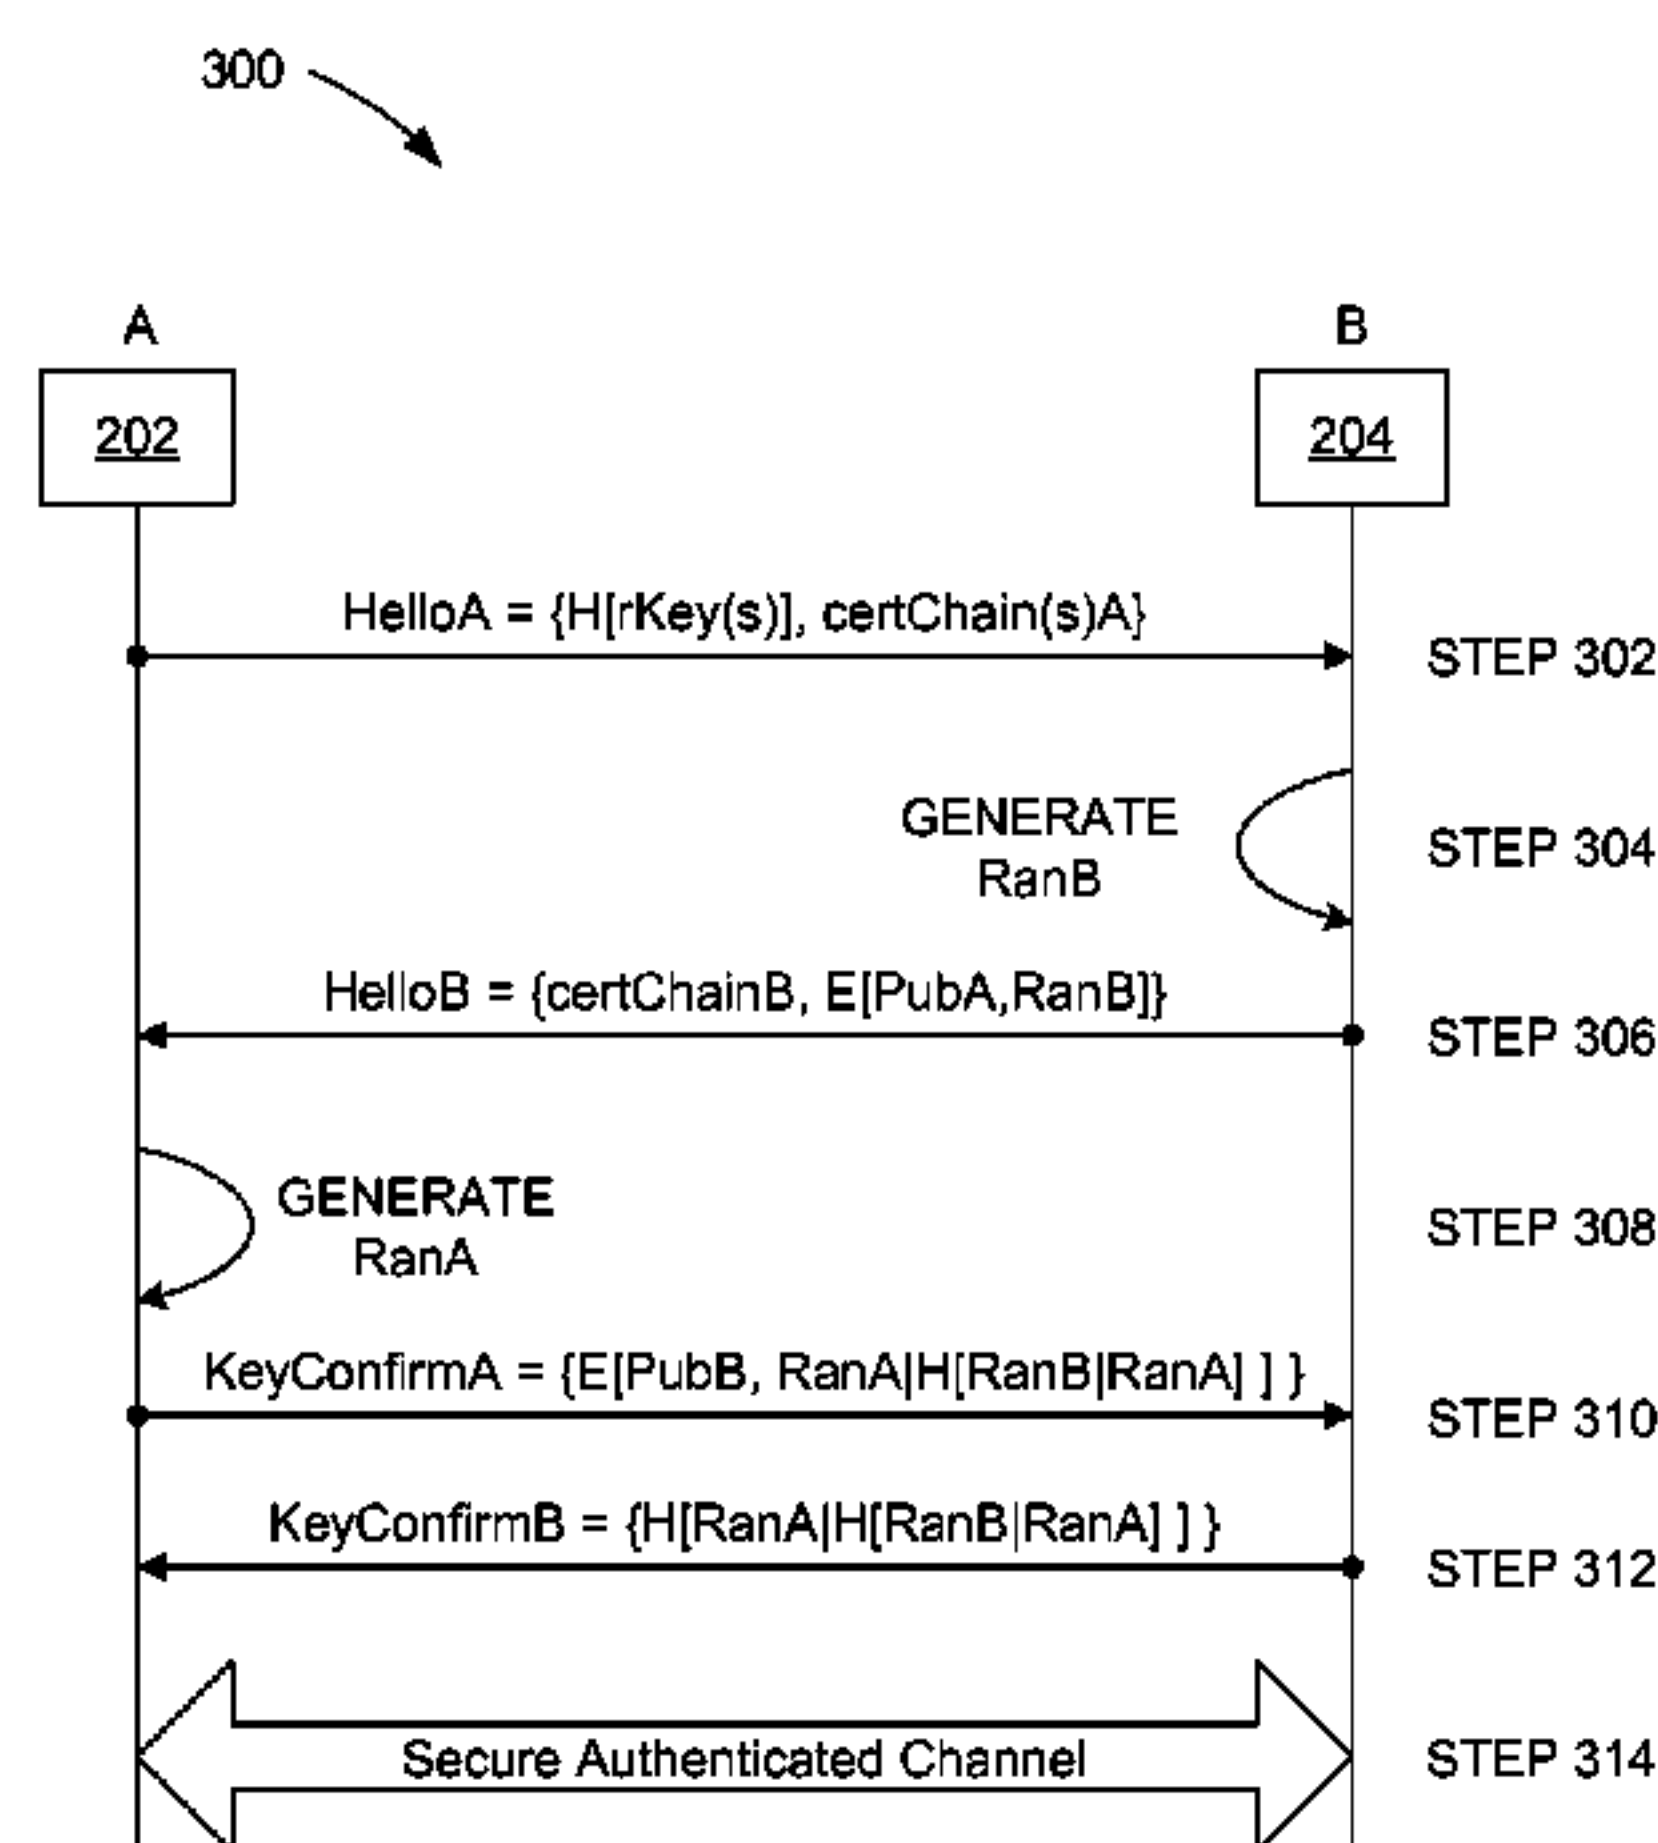 300
A
B
202
204
HelloA = {H[rKey(s)], certChain(s)A}
STEP 302
GENERATE
RanB
STEP 304
HelloB = {certChainB, E[PubA,RanB]}
STEP 306
GENERATE
RanA
STEP 308
KeyConfirmA = {E[PubB, RanA|H[RanB|RanA] ] }
STEP 310
KeyConfirmB = {H[RanA|H[RanB|RanA] ] }
STEP 312
Secure Authenticated Channel
STEP 314